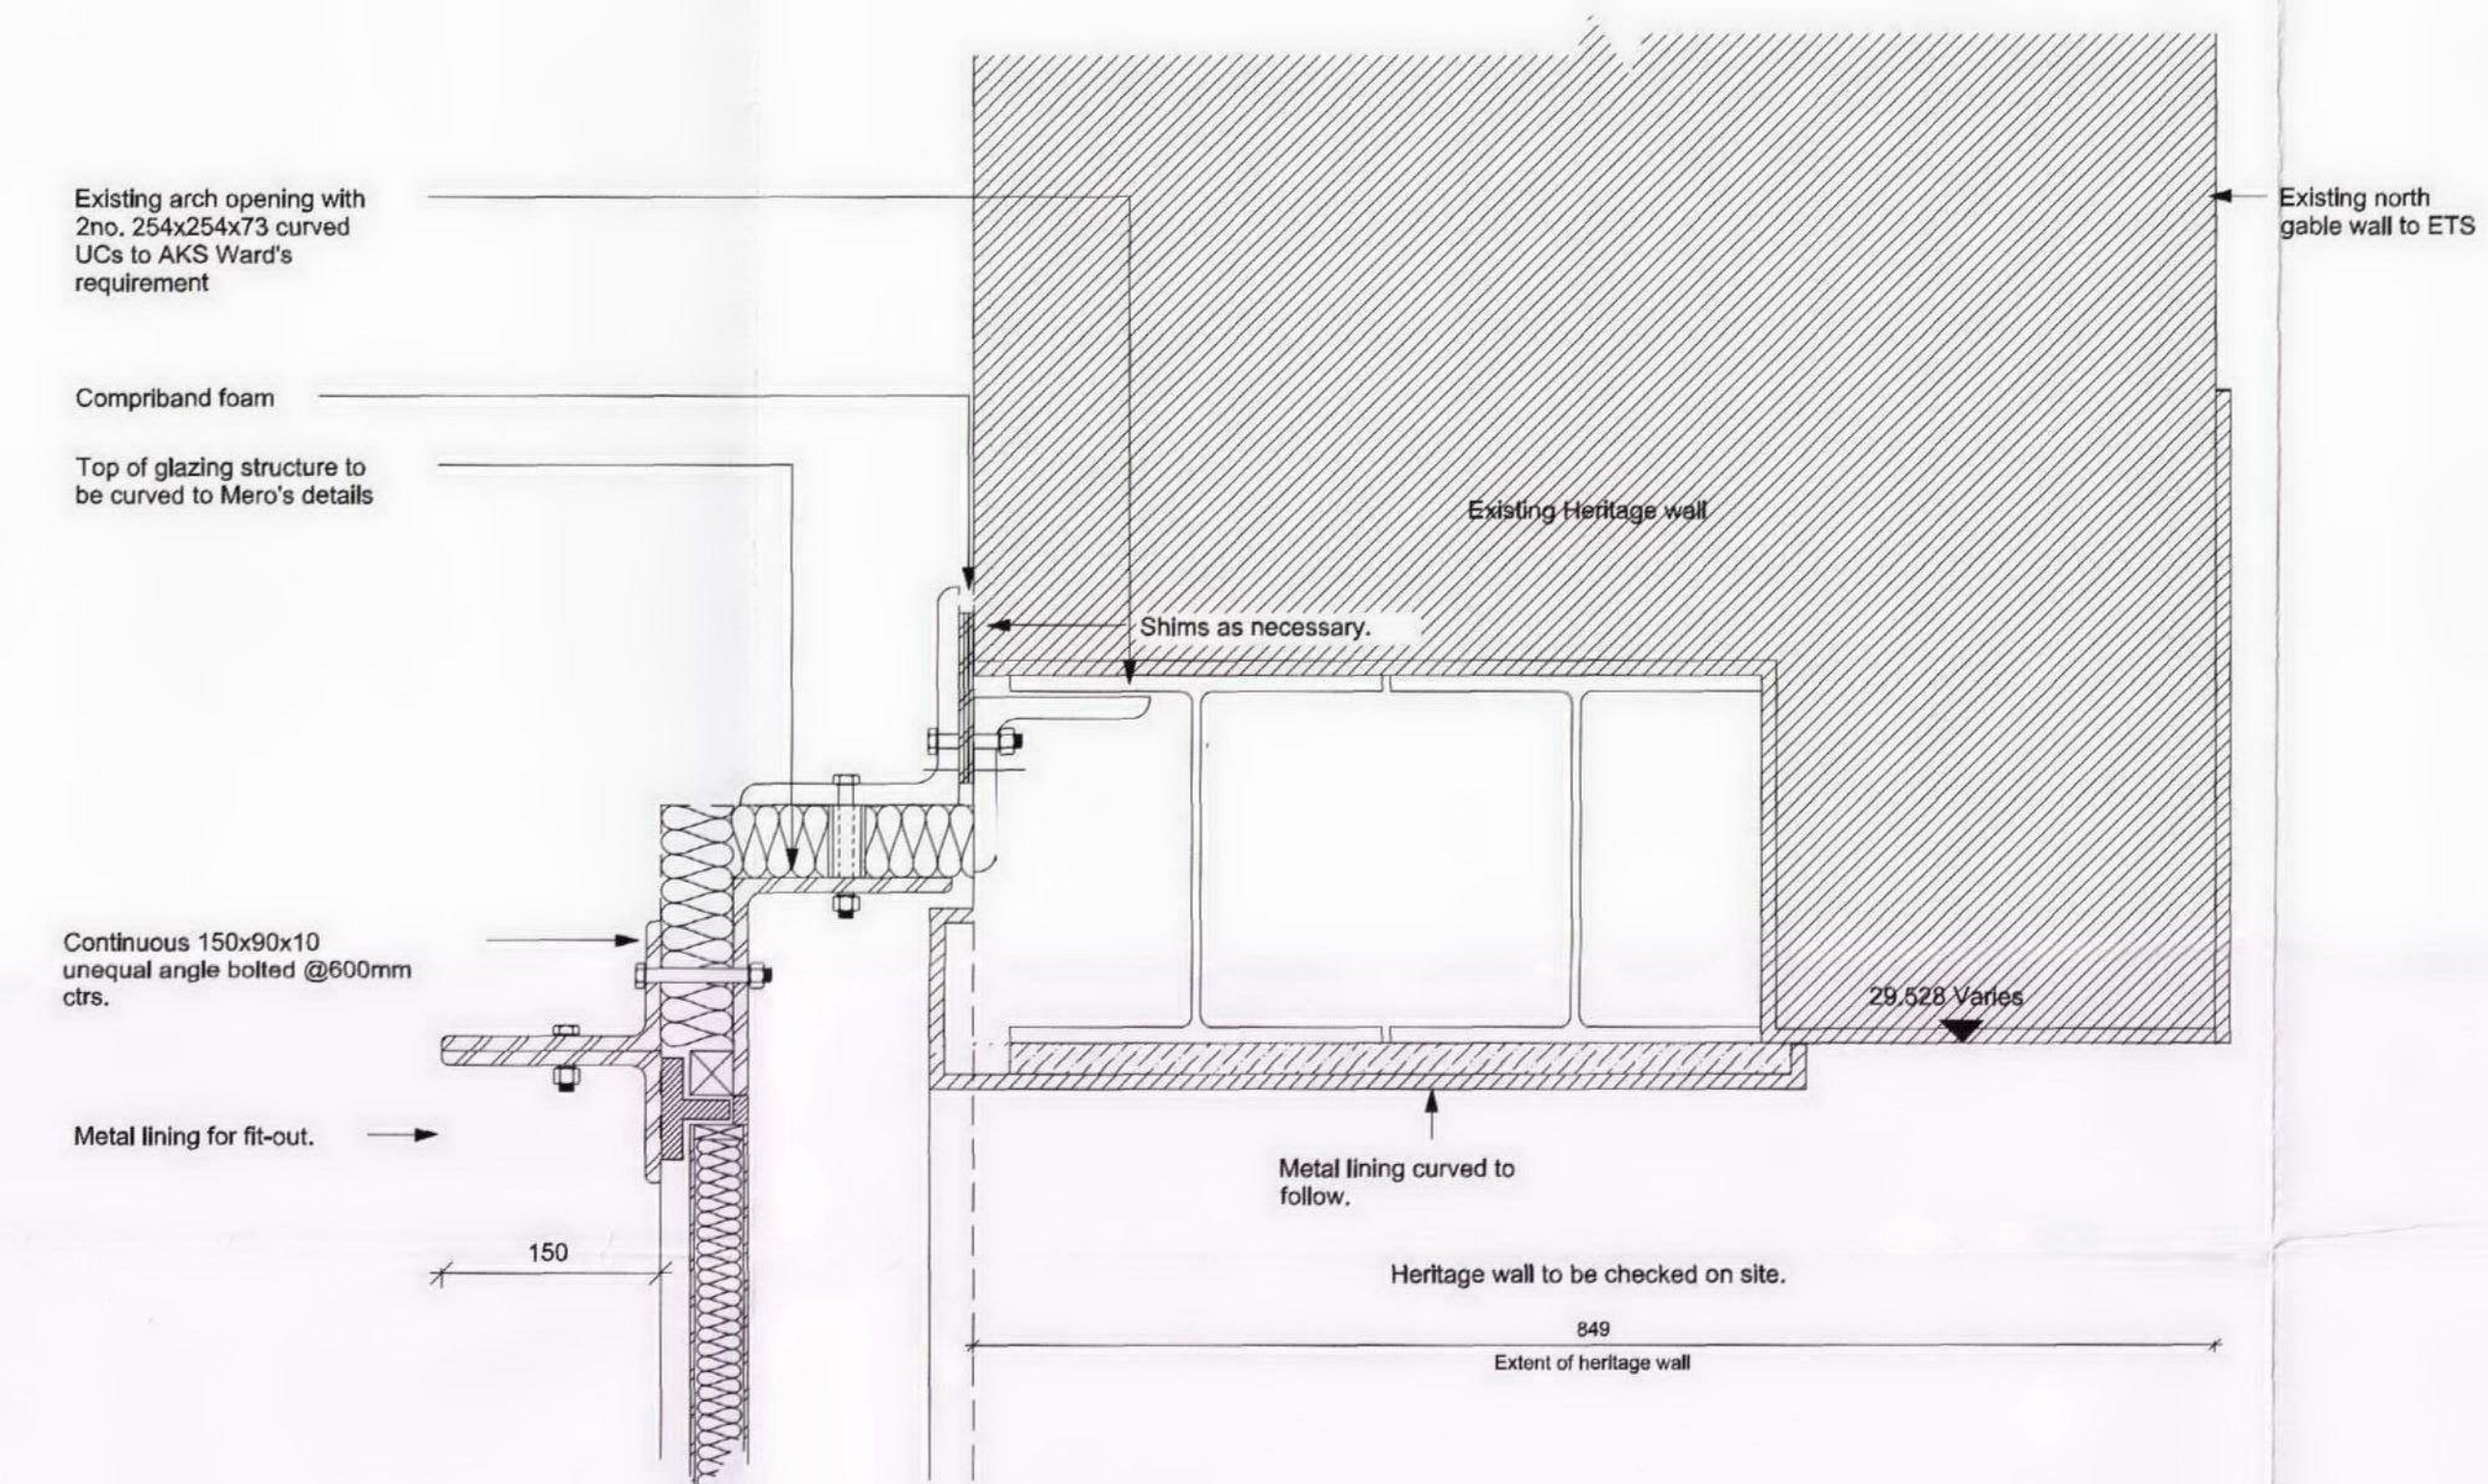 Existing arch opening with
2no. 254x254x73 curved
UCs to AKS Ward's
requirement
Existing north
gable wall to ETS
Compriband foam
Top of glazing structure to
be curved to Mero's details
Existing Heritage wall
Shims as necessary.
Continuous 150x90x10
unequal angle bolted @600mm
ctrs.
29.528 Varies
Metal lining for fit-out.
Metal lining curved to
follow.
150
Heritage wall to be checked on site.
849
Extent of heritage wall